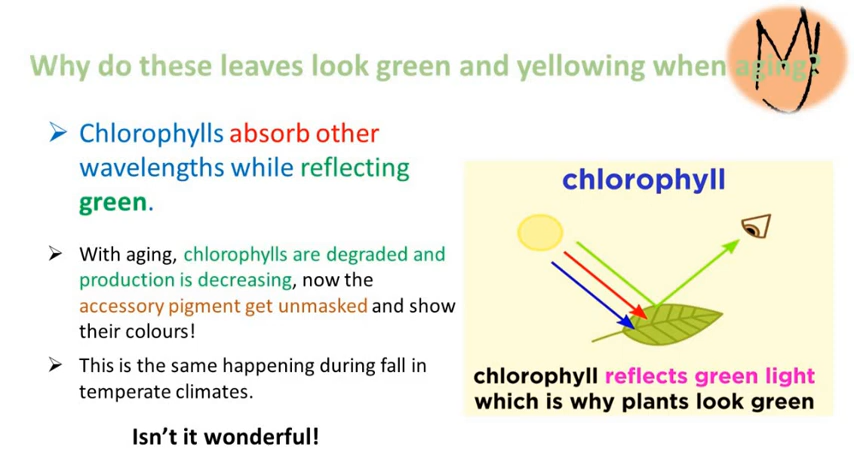 Why do these leaves look green and yellowing when aging?
➢ Chlorophylls absorb other
wavelengths while reflecting
green.
➢ With aging, chlorophylls are degraded and
production is decreasing, now the
accessory pigment get unmasked and show
their colours!
➢ This is the same happening during fall in
temperate climates.
Isn't it wonderful!
chlorophyll
chlorophyll reflects green light
which is why plants look green